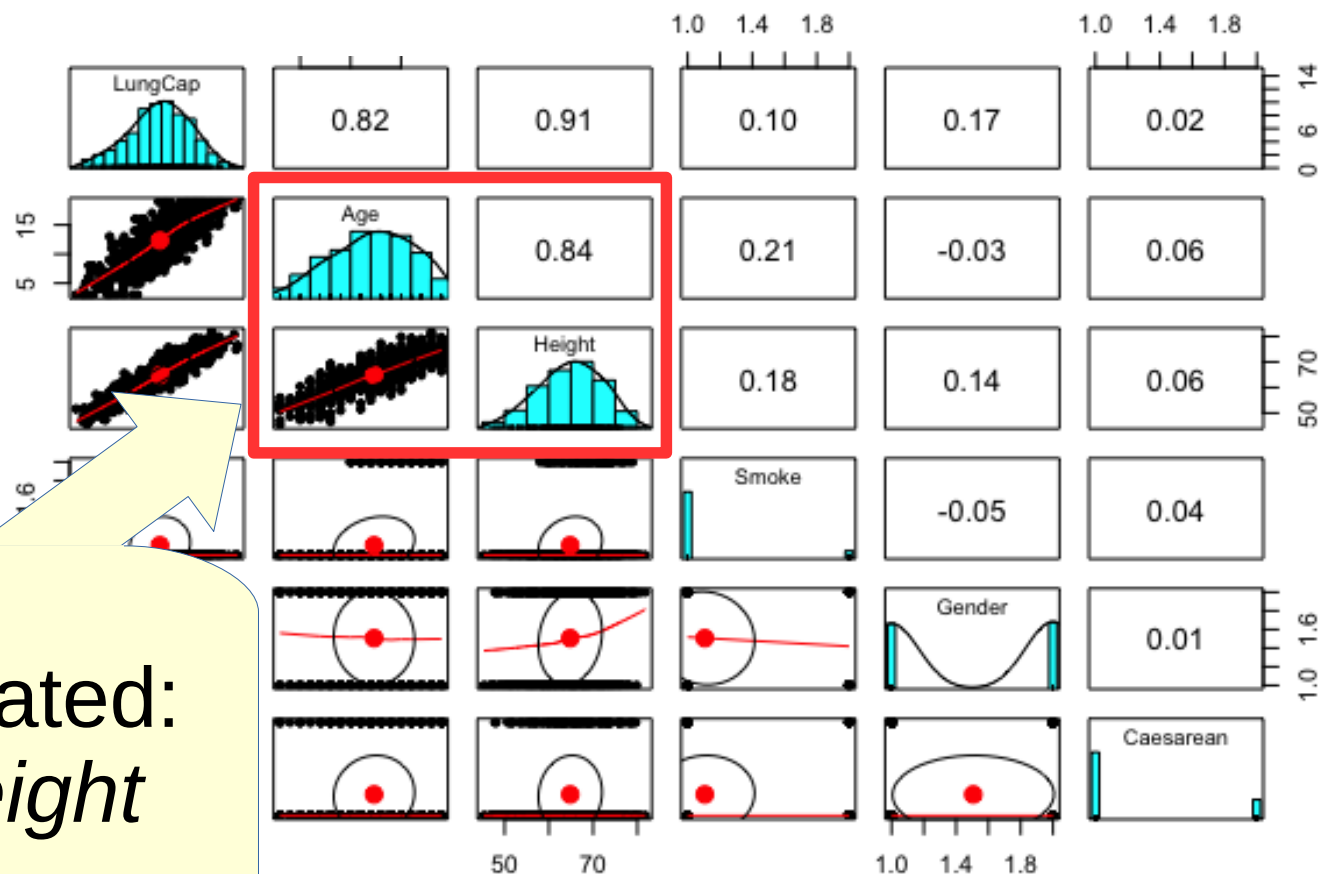 1.0 1.4 1.8 1.0 1.4 1.8
LungCap 0.82 0.91 0.10 0.17 0.02 0 6 14
5 15 Age 0.84 0.21 -0.03 0.06
Height 0.18 0.14 0.06 50 70
Smoke -0.05 0.04
Gender 0.01 1.0 1.6
ated:
Caesarean
eight
50 70 1.0 1.4 1.8